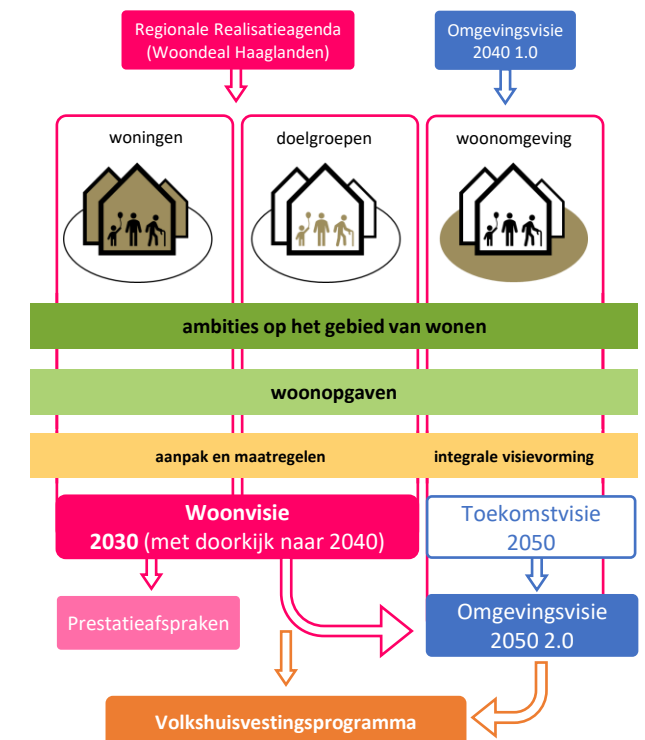 Regionale Realisatieagenda
(Woondeal Haaglanden)
Omgevingsvisie
2040 1.0
woningen
doelgroepen
woonomgeving
ambities op het gebied van wonen
woonopgaven
aanpak en maatregelen
integrale visievorming
Woonvisie
2030 (met doorkijk naar 2040)
Toekomstvisie
2050
Prestatieafspraken
Omgevingsvisie
2050 2.0
Volkshuisvestingsprogramma